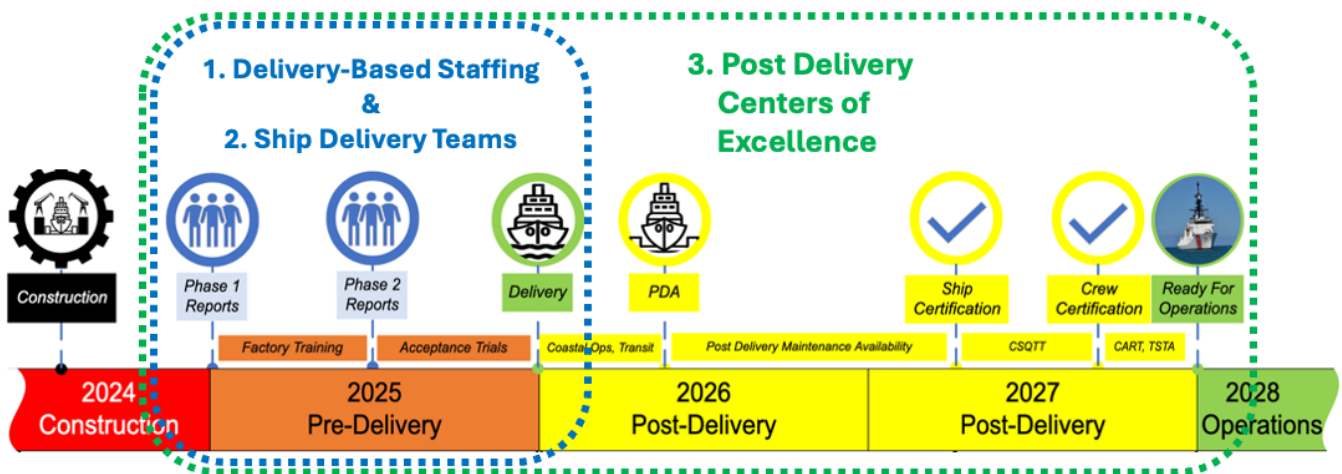 1. Delivery-Based Staffing
&
2. Ship Delivery Teams
3. Post Delivery
Centers of
Excellence
Construction
Phase 1
Reports
Phase 2
Reports
Delivery
PDA
Ship
Certification
Crew
Certification
Ready For
Operations
Factory Training
Acceptance Trials
Coastal Ops, Transit
Post Delivery Maintenance Availability
CSQTT
CART, TSTA
2024
Construction
2025
Pre-Delivery
2026
Post-Delivery
2027
Post-Delivery
2028
Operations